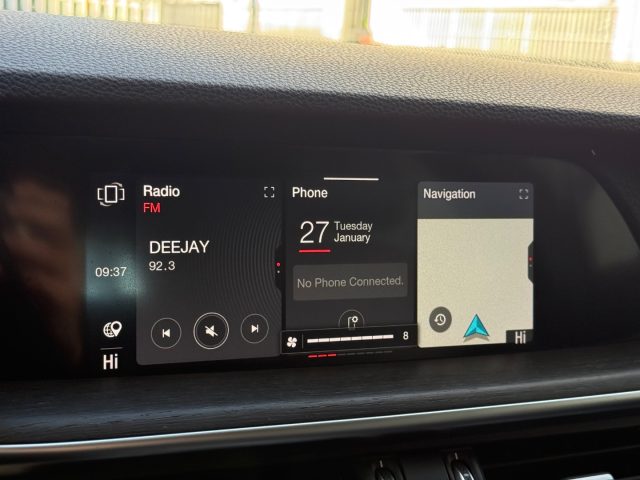 Radio
FM
DEEJAY
92.3
09:37
Hi
Phone
27
Tuesday
January
No Phone Connected.
8
Navigation
Hi